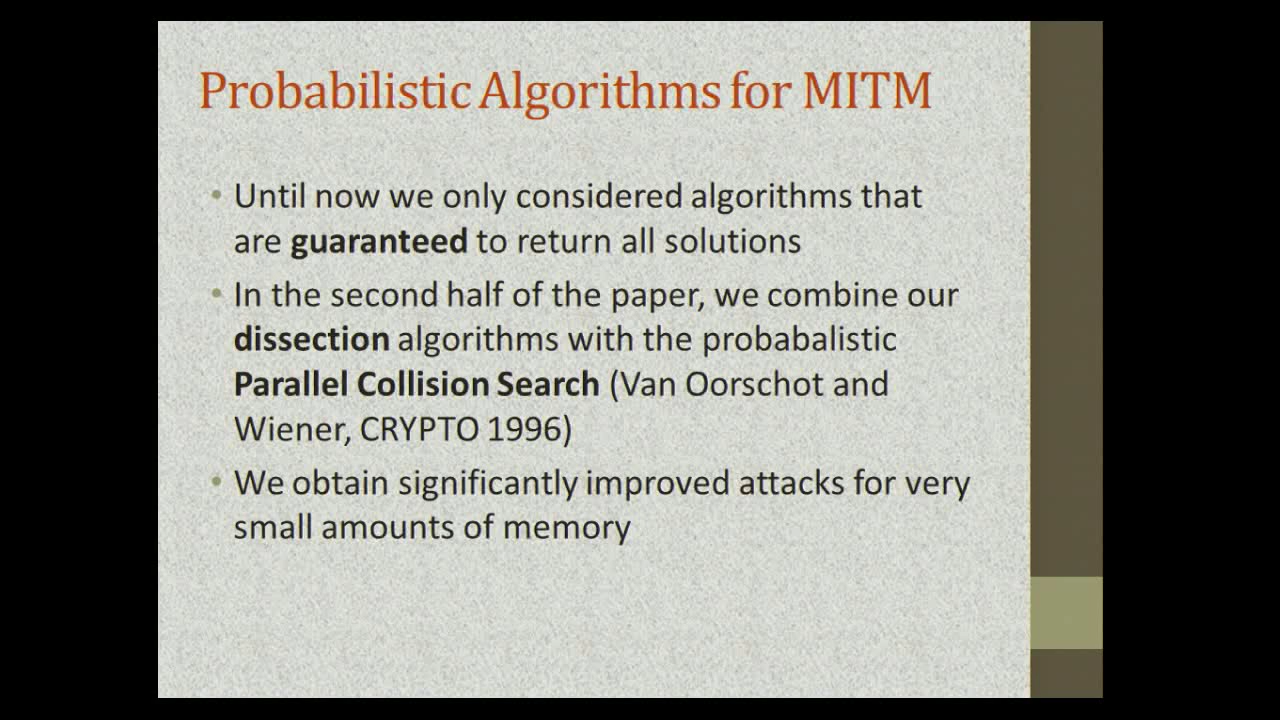 Probabilistic Algorithms for MITM
• Until now we only considered algorithms that
are guaranteed to return all solutions
• In the second half of the paper, we combine our
dissection algorithms with the probabalistic
Parallel Collision Search (Van Oorschot and
Wiener, CRYPTO 1996)
• We obtain significantly improved attacks for very
small amounts of memory